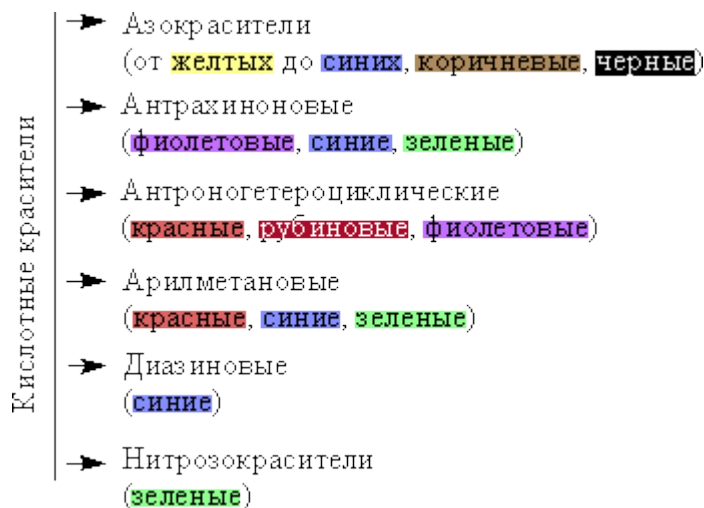 Кислотные красители
Азокрасители
(от желтых до синих, коричневые, черные)
Антрахиноновые
(фиолетовые, синие, зеленые)
Антроногетероциклические
(красные, рубиновые, фиолетовые)
Арилметановые
(красные, синие, зеленые)
Диазиновые
(синие)
Нитрозокрасители
(зеленые)